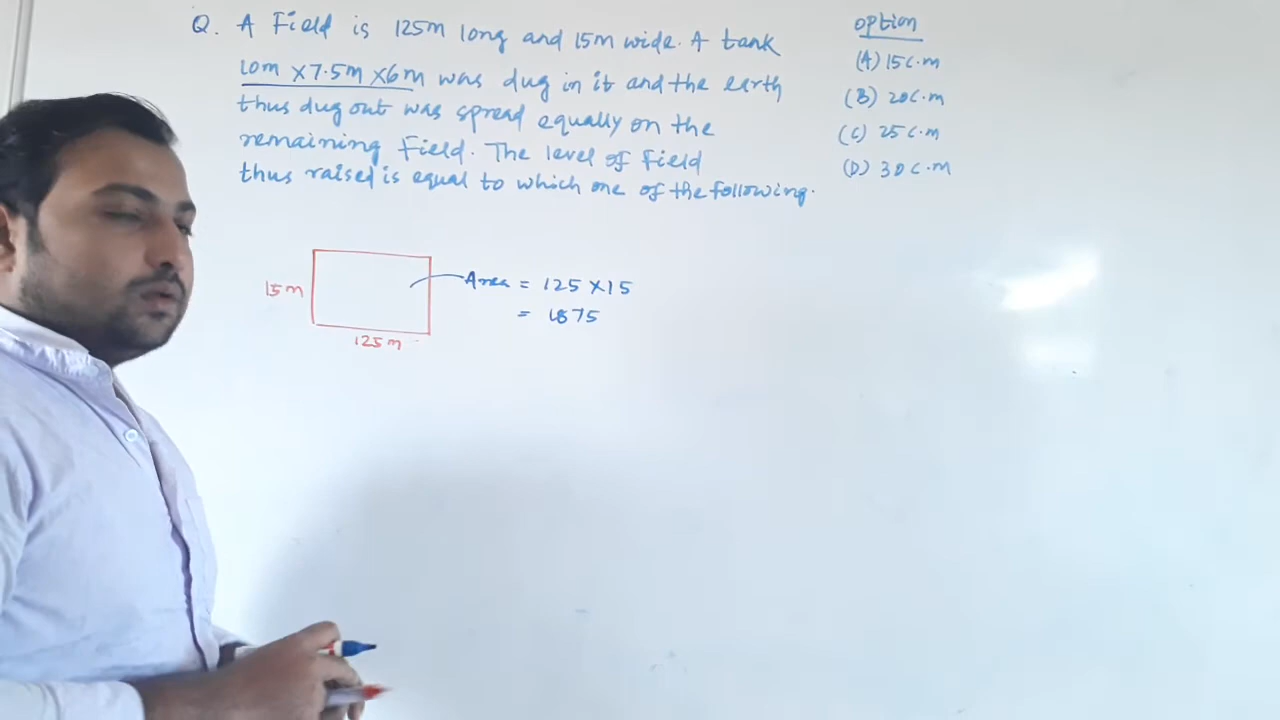 Q. A Field is 125m long and 15m wide. A tank
10m x 7.5m x 6m was dug in it and the earth
thus dug out was spread equally on the
remaining Field. The level of Field
thus raised is equal to which one of the following.
option
(A) 15 C.m
(B) 20 C.m
(C) 25 C.m
(D) 30 C.m
15 m
125 m
Area = 125 x 15
= 1875